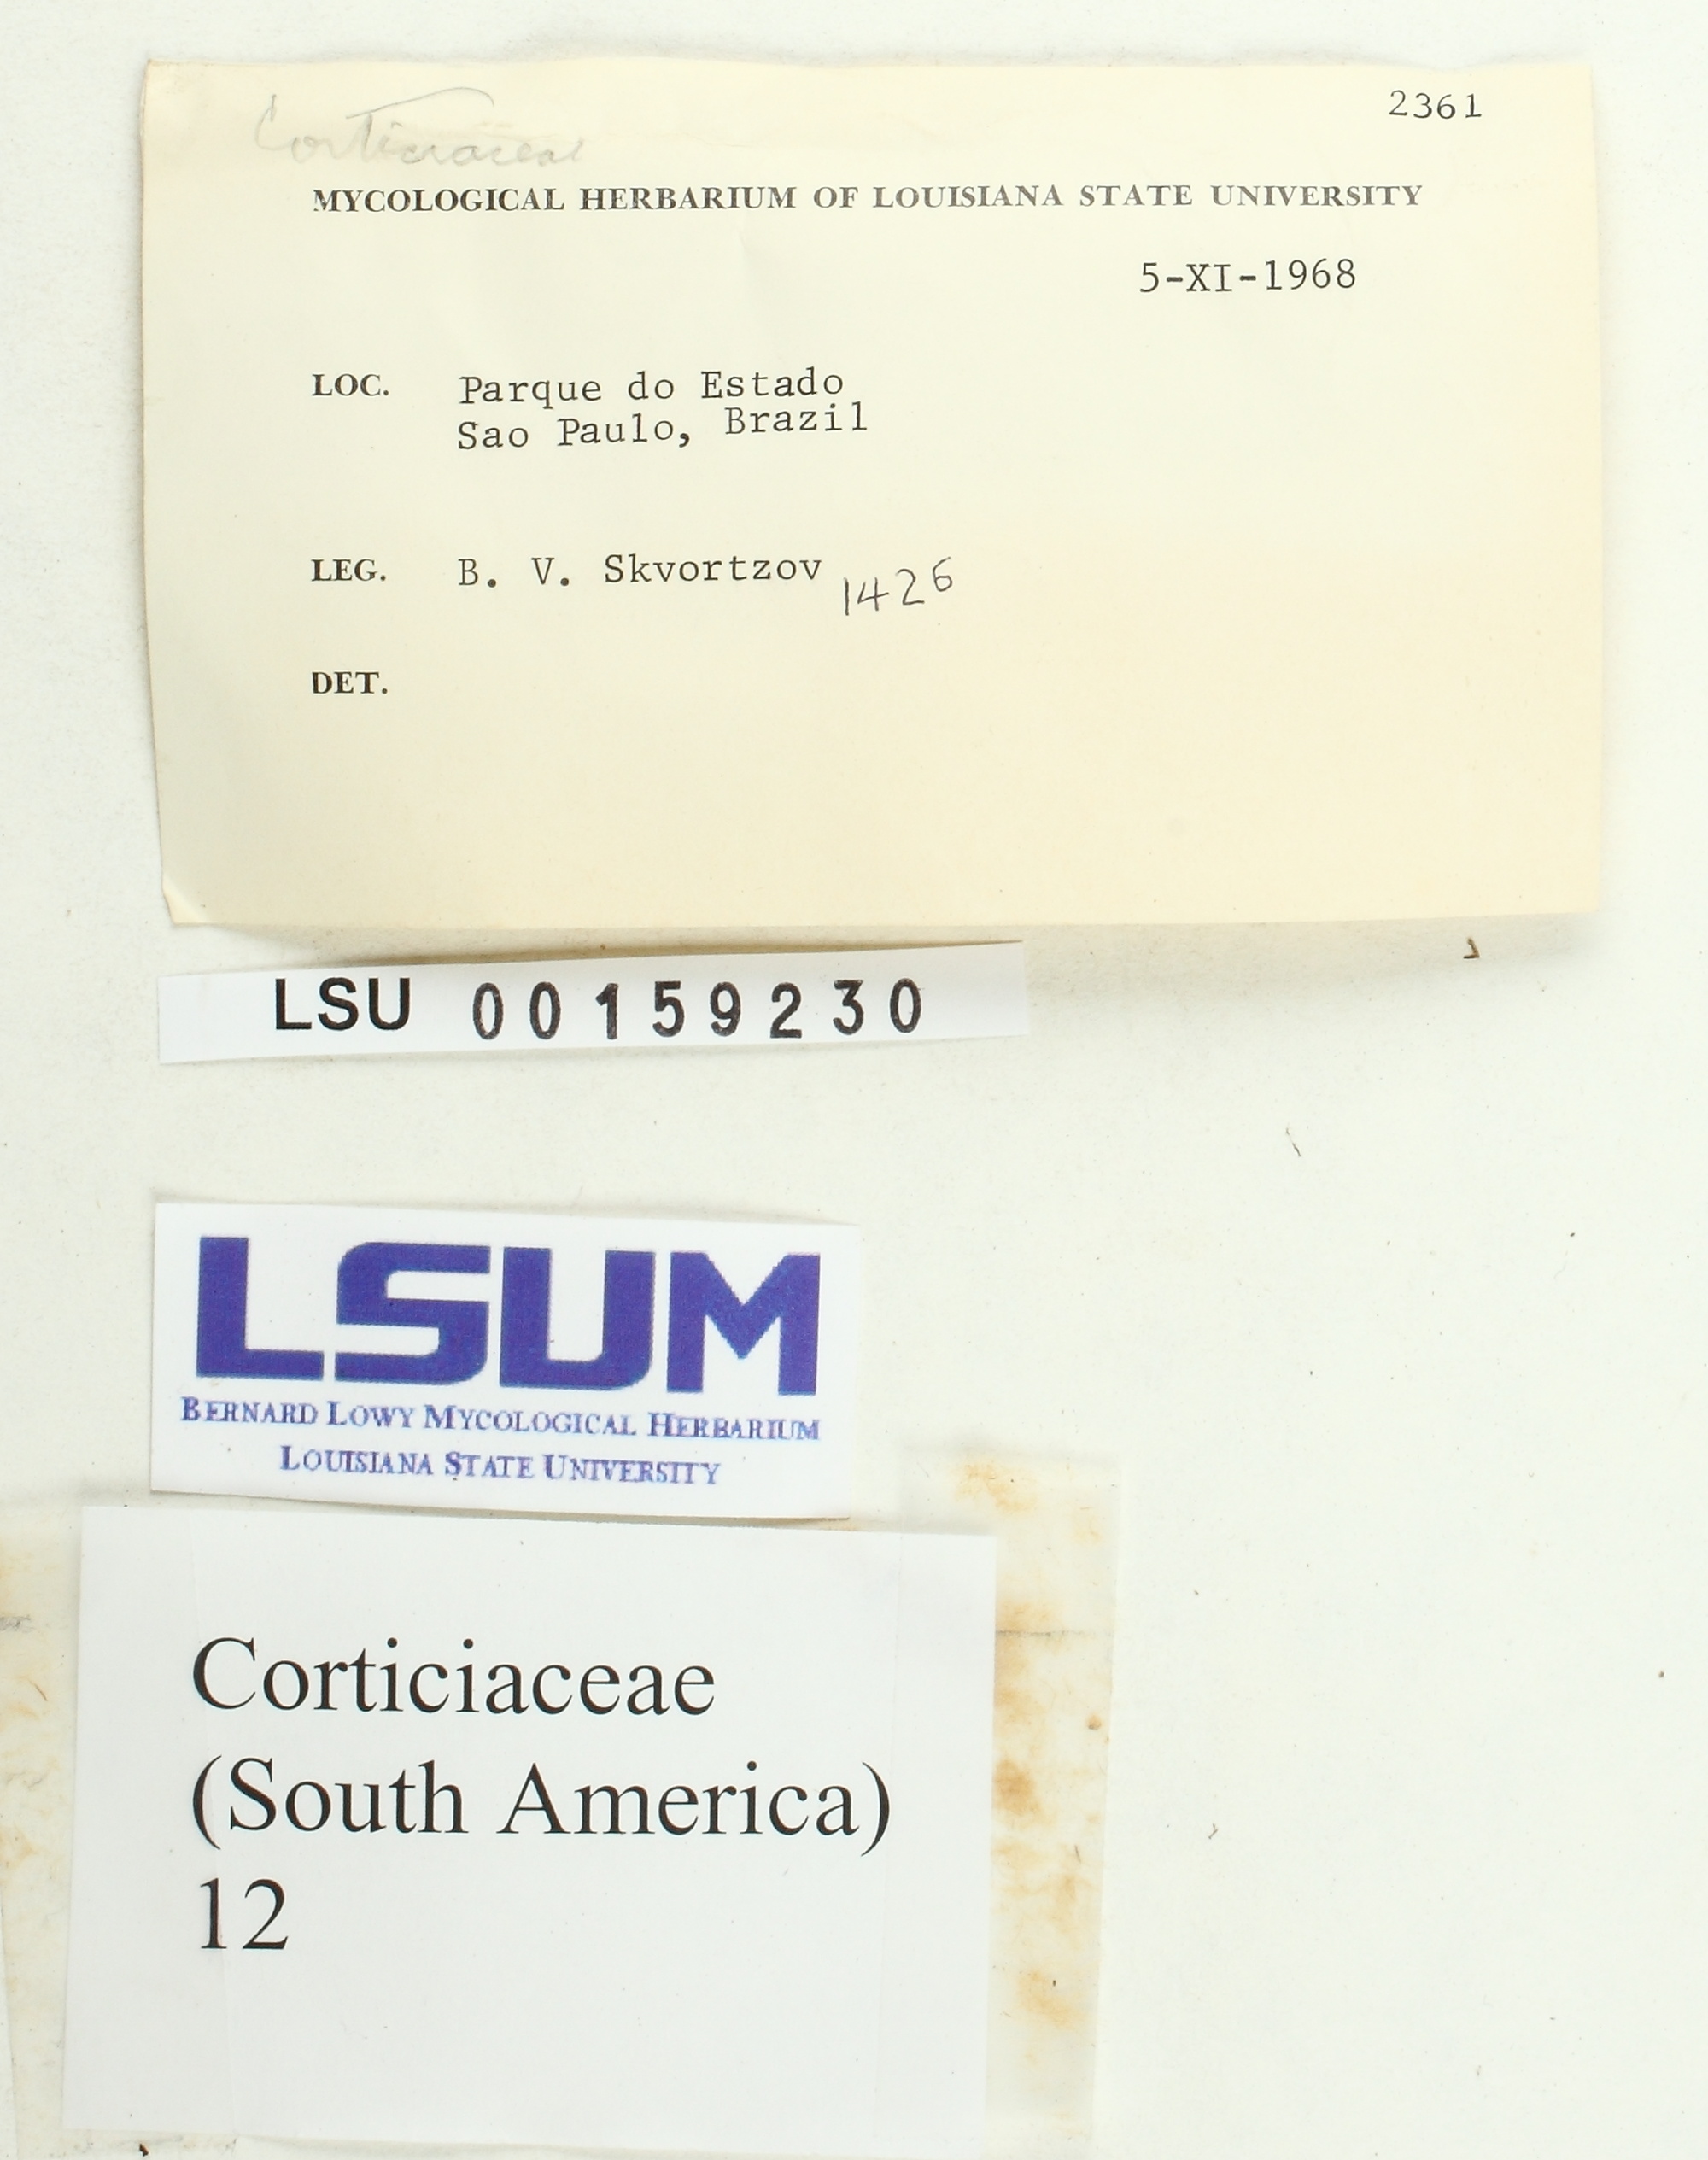 2361
Corticiaceae
MYCOLOGICAL HERBARIUM OF LOUISIANA STATE UNIVERSITY
5-XI-1968
LOC. Parque do Estado
Sao Paulo, Brazil
LEG. B. V. Skvortzov 1426
DET.
LSU 00159230
LSUM
BERNARD LOWY MYCOLOGICAL HERBARIUM
LOUISIANA STATE UNIVERSITY
Corticiaceae
(South America)
12